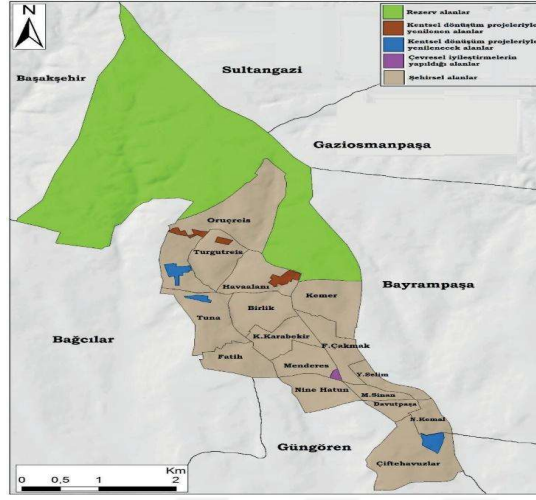 N
Rezerv alanlar
Kentsel dönüşüm projeleriyle
yenilenen alanlar
Kentsel dönüşüm projeleriyle
yenilenecek alanlar
Çevresel iyileştirmelerin
yapıldığı alanlar
Şehirsel alanlar
Başakşehir
Sultangazi
Gaziosmanpaşa
Oruçreis
Turgutreis
Havaalanı
Kemer
Bayrampaşa
Birlik
Tuna
Bağcılar
K.Karabekir
F.Çakmak
Fatih
Menderes
Y.Selim
Nine Hatun
M.Sinan
Davutpaşa
N.Kemal
Güngören
Çiftehavuzlar
Km
0 0,5 1 2